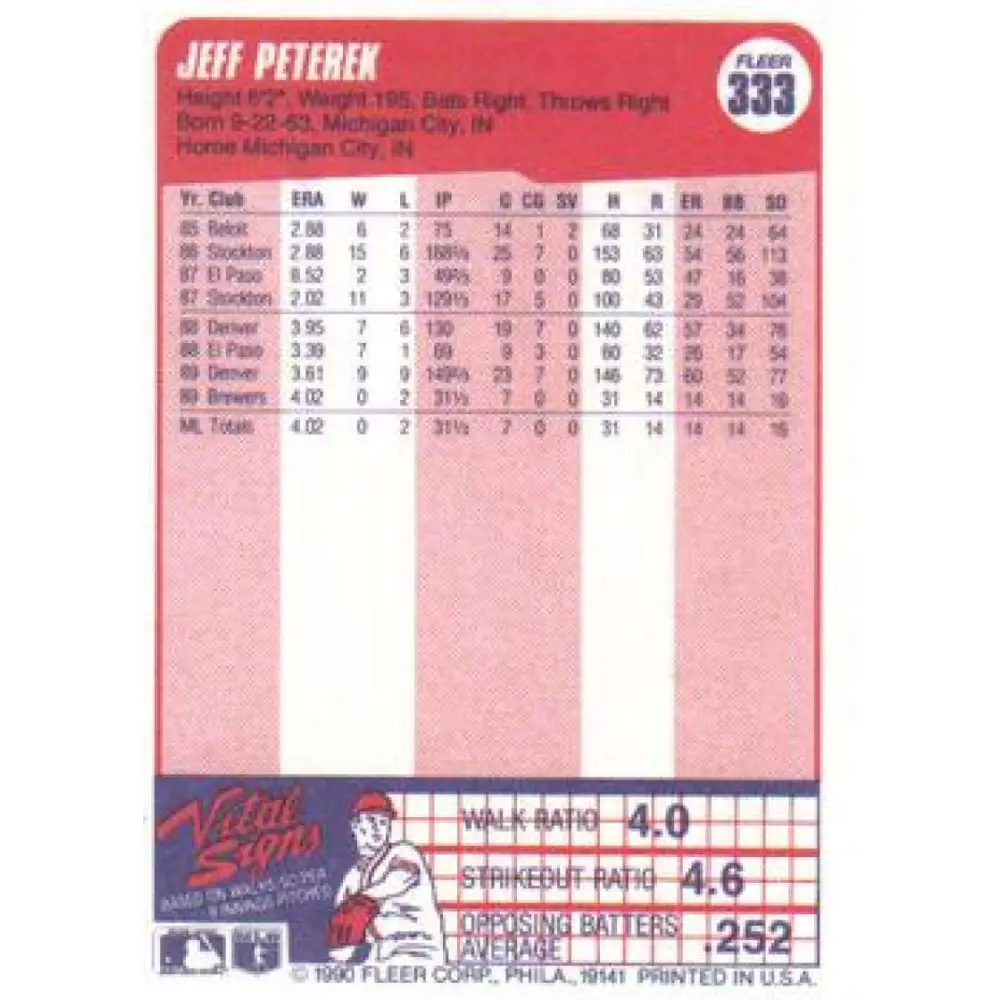 JEFF PETEREK
FLEER
333
Height 6'2", Weight 195, Bats Right, Throws Right
Born 9-22-63, Michigan City, IN
Home Michigan City, IN
Yr. Club ERA W L IP G CG SV H R ER BB SO
85 Beloit 2.88 6 2 75 14 1 2 68 31 24 24 64
86 Stockton 2.88 15 6 168⅔ 25 7 0 153 63 54 56 113
87 El Paso 8.52 2 3 49⅔ 9 0 0 80 53 47 16 38
87 Stockton 2.02 11 3 129⅓ 17 5 0 100 43 29 52 104
88 Denver 3.95 7 6 130 19 7 0 140 62 57 34 76
88 El Paso 3.39 7 1 69 9 3 0 60 32 26 17 54
89 Denver 3.61 9 9 149⅔ 23 7 0 146 73 60 52 77
89 Brewers 4.02 0 2 31⅓ 7 0 0 31 14 14 14 16
ML Totals 4.02 0 2 31⅓ 7 0 0 31 14 14 14 16
Vital
Signs
BASED ON WALKS/SO PER
9 INNINGS PITCHED
WALK RATIO 4.0
STRIKEOUT RATIO 4.6
OPPOSING BATTERS
AVERAGE .252
© 1990 FLEER CORP., PHILA., 19141 PRINTED IN U.S.A.